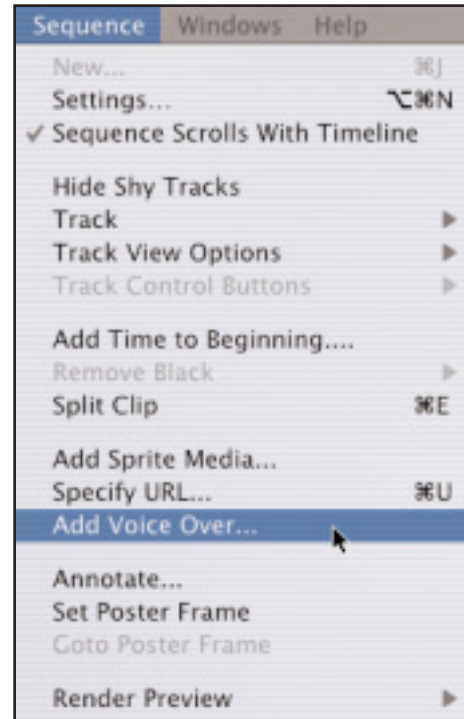 Sequence Windows Help
New... ⌘J
Settings... ⌥⌘N
✓ Sequence Scrolls With Timeline
Hide Shy Tracks
Track ▶
Track View Options ▶
Track Control Buttons ▶
Add Time to Beginning....
Remove Black ▶
Split Clip ⌘E
Add Sprite Media...
Specify URL... ⌘U
Add Voice Over...
Annotate...
Set Poster Frame
Goto Poster Frame
Render Preview ▶